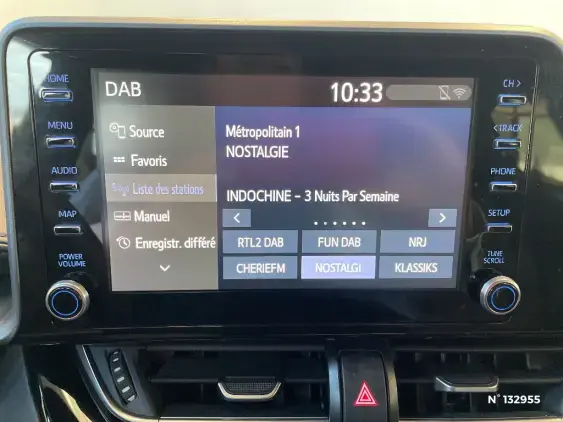 HOME
MENU
AUDIO
MAP
POWER
VOLUME
DAB
10:33
Source
Favoris
Liste des stations
Manuel
Enregistr. différé
Métropolitain 1
NOSTALGIE
INDOCHINE - 3 Nuits Par Semaine
< >
RTL2 DAB FUN DAB NRJ
CHERIEFM NOSTALGI KLASSIKS
CH >
< TRACK
PHONE
SETUP
TUNE
SCROLL
N°132955